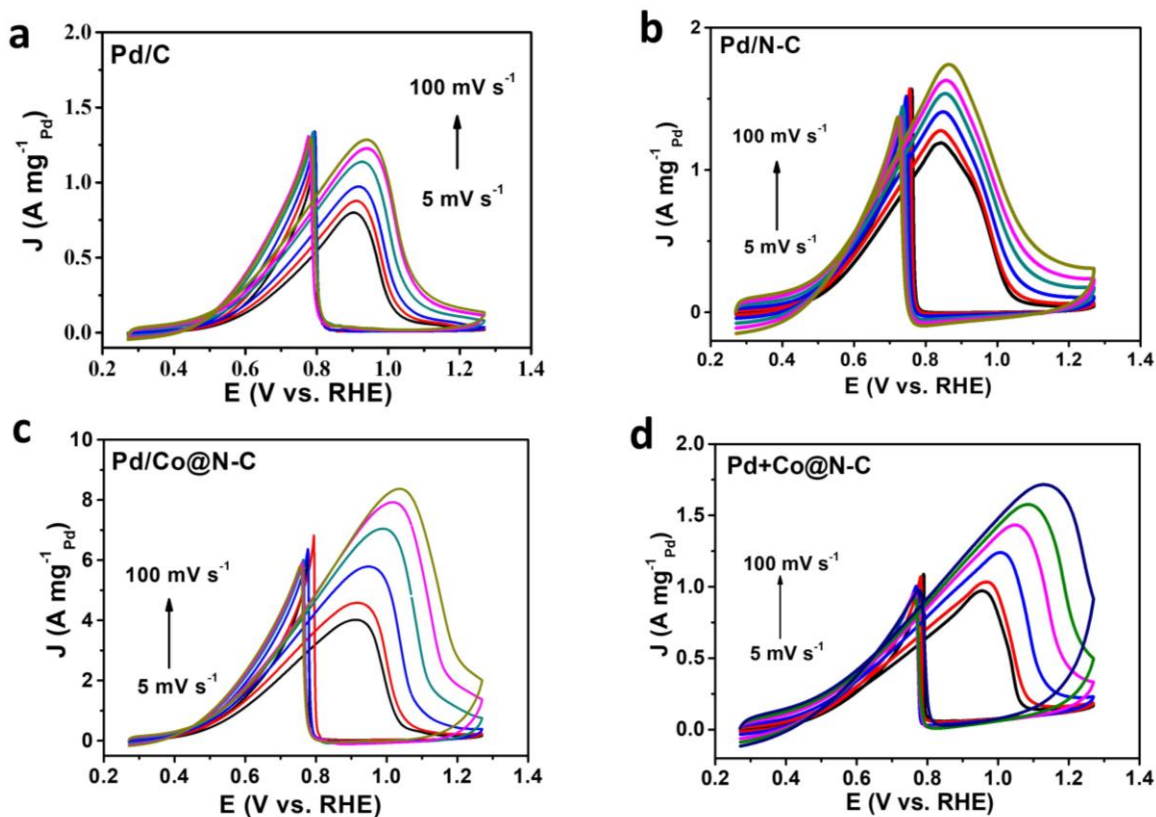 a
Pd/C
100 mV s⁻¹
5 mV s⁻¹
J (A mg⁻¹Pd)
2.0
1.5
1.0
0.5
0.0
0.2 0.4 0.6 0.8 1.0 1.2 1.4
E (V vs. RHE)
b
Pd/N-C
100 mV s⁻¹
5 mV s⁻¹
J (A mg⁻¹Pd)
2
1
0
0.2 0.4 0.6 0.8 1.0 1.2 1.4
E (V vs. RHE)
c
Pd/Co@N-C
100 mV s⁻¹
5 mV s⁻¹
J (A mg⁻¹Pd)
10
8
6
4
2
0
0.2 0.4 0.6 0.8 1.0 1.2 1.4
E (V vs. RHE)
d
Pd+Co@N-C
100 mV s⁻¹
5 mV s⁻¹
J (A mg⁻¹Pd)
2.0
1.5
1.0
0.5
0.0
0.2 0.4 0.6 0.8 1.0 1.2 1.4
E (V vs. RHE)